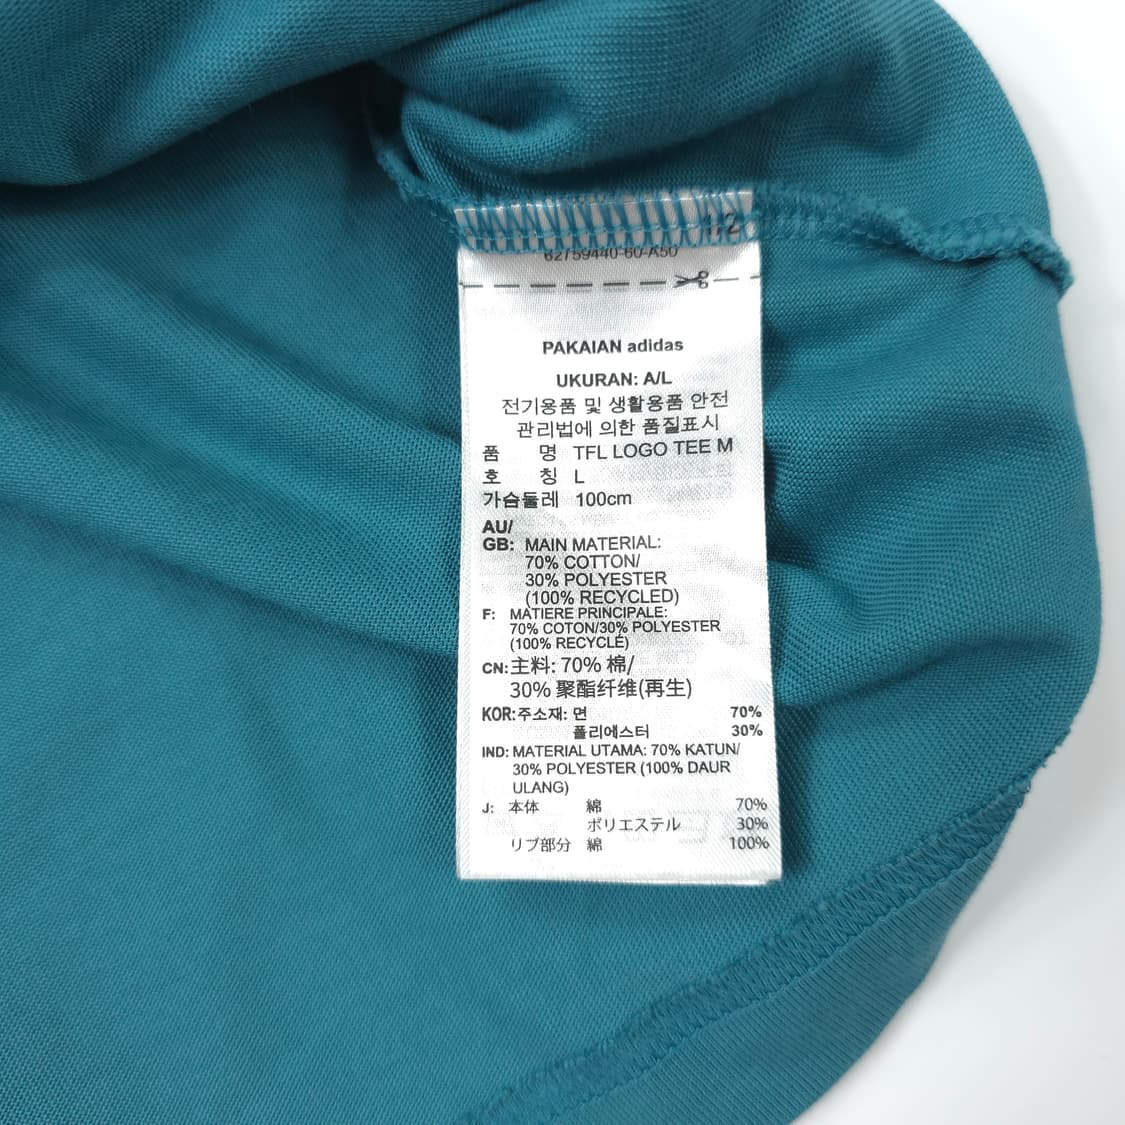 1/2
62759440-60-A50
PAKAIAN adidas
UKURAN: A/L
전기용품 및 생활용품 안전
관리법에 의한 품질표시
품 명 TFL LOGO TEE M
호 칭 L
가슴둘레 100cm
AU/
GB: MAIN MATERIAL:
70% COTTON/
30% POLYESTER
(100% RECYCLED)
F: MATIERE PRINCIPALE:
70% COTON/30% POLYESTER
(100% RECYCLÉ)
CN: 主料: 70% 棉/
30% 聚酯纤维(再生)
KOR: 주소재: 면 70%
폴리에스터 30%
IND: MATERIAL UTAMA: 70% KATUN/
30% POLYESTER (100% DAUR
ULANG)
J: 本体 綿 70%
ポリエステル 30%
リブ部分 綿 100%